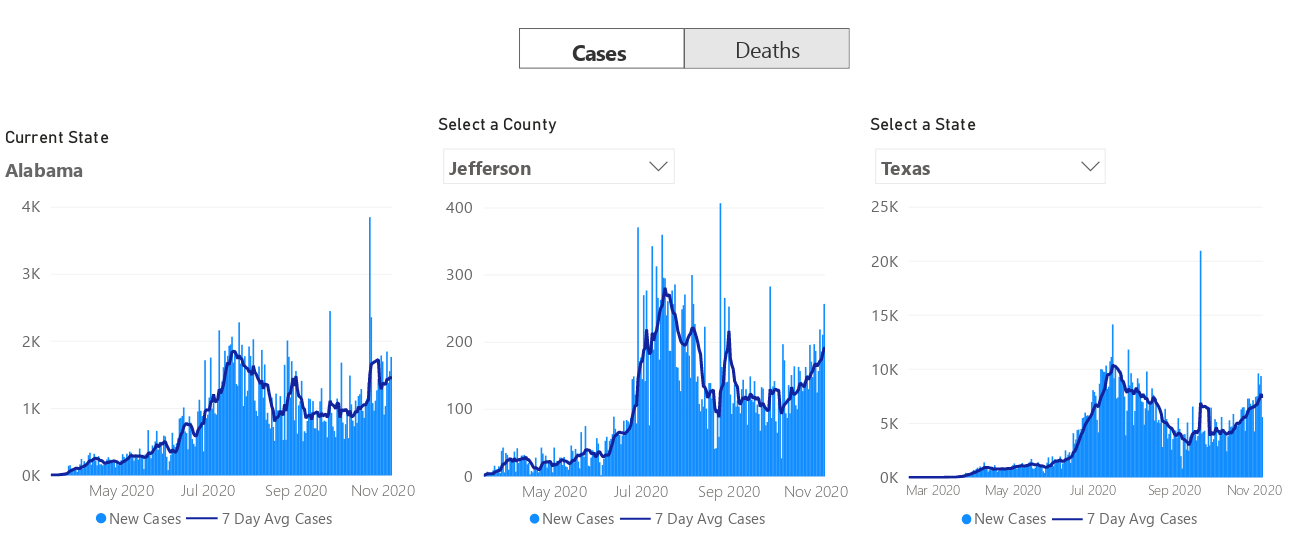 Cases Deaths
Current State
Alabama
4K
3K
2K
1K
0K
May 2020 Jul 2020 Sep 2020 Nov 2020
New Cases 7 Day Avg Cases
Select a County
Jefferson
400
300
200
100
0
May 2020 Jul 2020 Sep 2020 Nov 2020
New Cases 7 Day Avg Cases
Select a State
Texas
25K
20K
15K
10K
5K
0K
Mar 2020 May 2020 Jul 2020 Sep 2020 Nov 2020
New Cases 7 Day Avg Cases